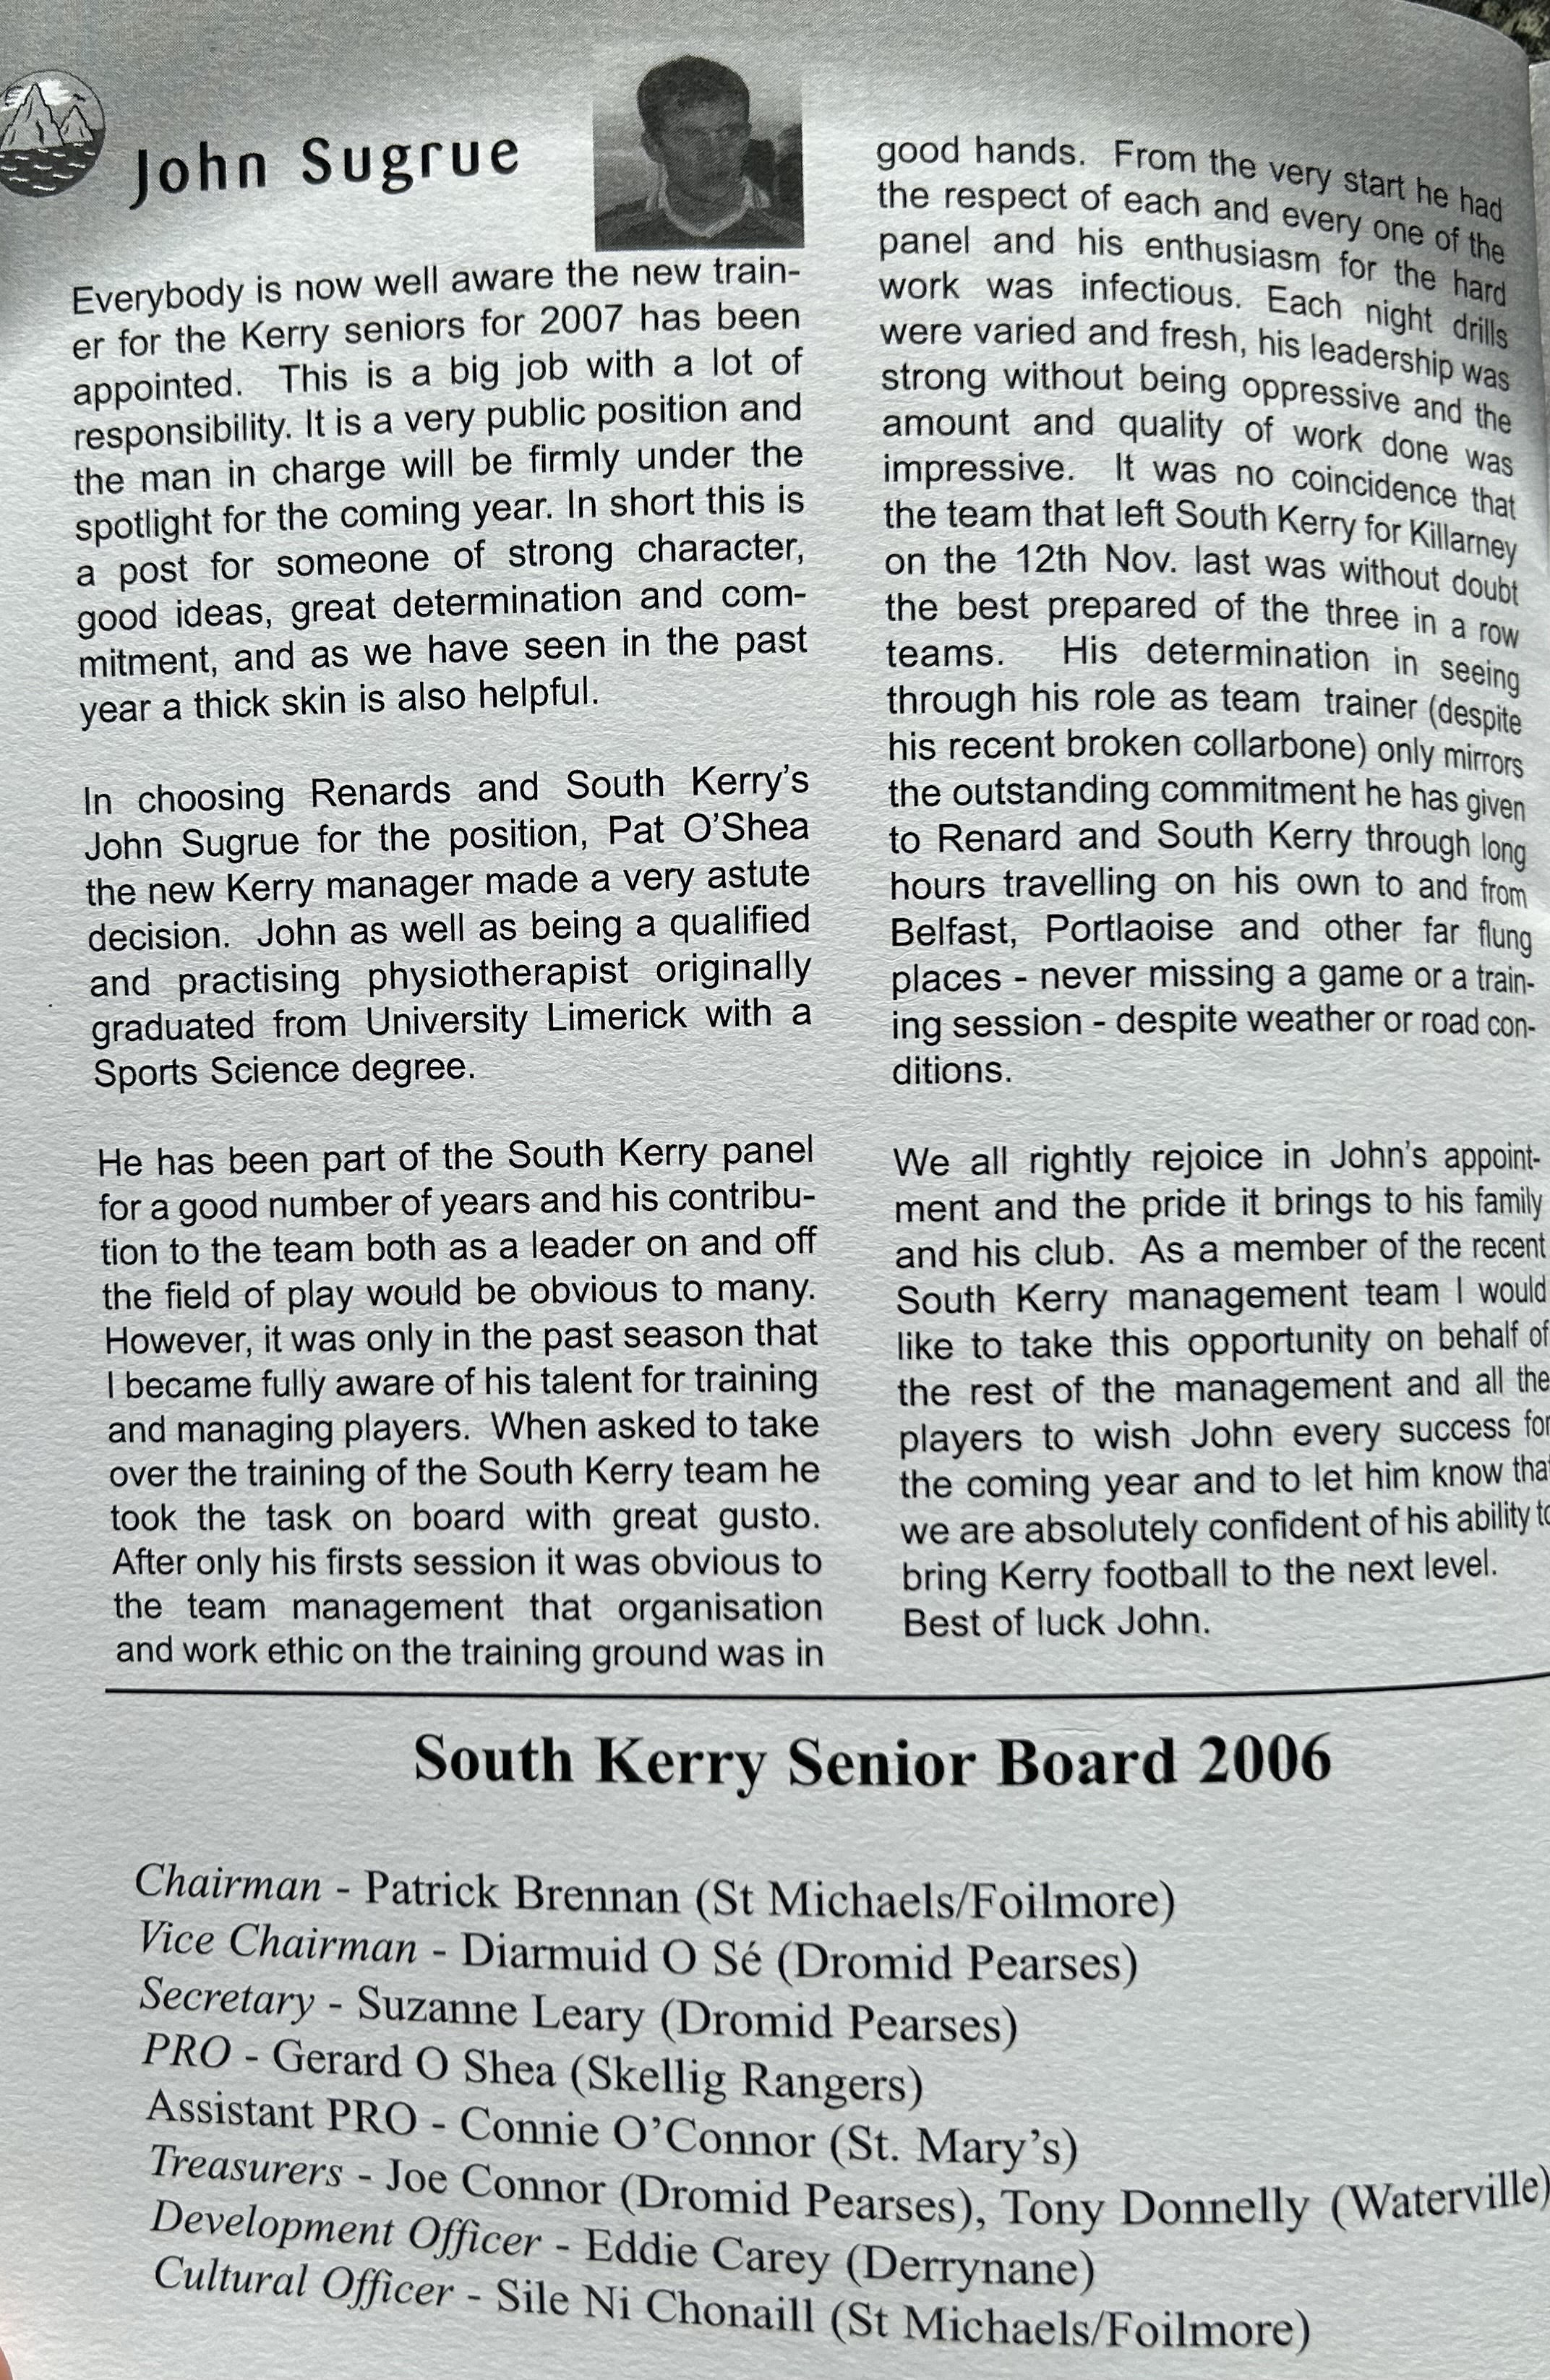 John Sugrue
Everybody is now well aware the new train-
er for the Kerry seniors for 2007 has been
appointed. This is a big job with a lot of
responsibility. It is a very public position and
the man in charge will be firmly under the
spotlight for the coming year. In short this is
a post for someone of strong character,
good ideas, great determination and com-
mitment, and as we have seen in the past
year a thick skin is also helpful.
In choosing Renards and South Kerry's
John Sugrue for the position, Pat O'Shea
the new Kerry manager made a very astute
decision. John as well as being a qualified
and practising physiotherapist originally
graduated from University Limerick with a
Sports Science degree.
He has been part of the South Kerry panel
for a good number of years and his contribu-
tion to the team both as a leader on and off
the field of play would be obvious to many.
However, it was only in the past season that
I became fully aware of his talent for training
and managing players. When asked to take
over the training of the South Kerry team he
took the task on board with great gusto.
After only his firsts session it was obvious to
the team management that organisation
and work ethic on the training ground was in
good hands. From the very start he had
the respect of each and every one of the
panel and his enthusiasm for the hard
work was infectious. Each night drills
were varied and fresh, his leadership was
strong without being oppressive and the
amount and quality of work done was
impressive. It was no coincidence that
the team that left South Kerry for Killarney
on the 12th Nov. last was without doubt
the best prepared of the three in a row
teams. His determination in seeing
through his role as team trainer (despite
his recent broken collarbone) only mirrors
the outstanding commitment he has given
to Renard and South Kerry through long
hours travelling on his own to and from
Belfast, Portlaoise and other far flung
places - never missing a game or a train-
ing session - despite weather or road con-
ditions.
We all rightly rejoice in John's appoint-
ment and the pride it brings to his family
and his club. As a member of the recent
South Kerry management team I would
like to take this opportunity on behalf of
the rest of the management and all the
players to wish John every success for
the coming year and to let him know that
we are absolutely confident of his ability to
bring Kerry football to the next level.
Best of luck John.
South Kerry Senior Board 2006
Chairman - Patrick Brennan (St Michaels/Foilmore)
Vice Chairman - Diarmuid O Sé (Dromid Pearses)
Secretary - Suzanne Leary (Dromid Pearses)
PRO - Gerard O Shea (Skellig Rangers)
Assistant PRO - Connie O'Connor (St. Mary's)
Treasurers - Joe Connor (Dromid Pearses), Tony Donnelly (Waterville)
Development Officer - Eddie Carey (Derrynane)
Cultural Officer - Sile Ni Chonaill (St Michaels/Foilmore)